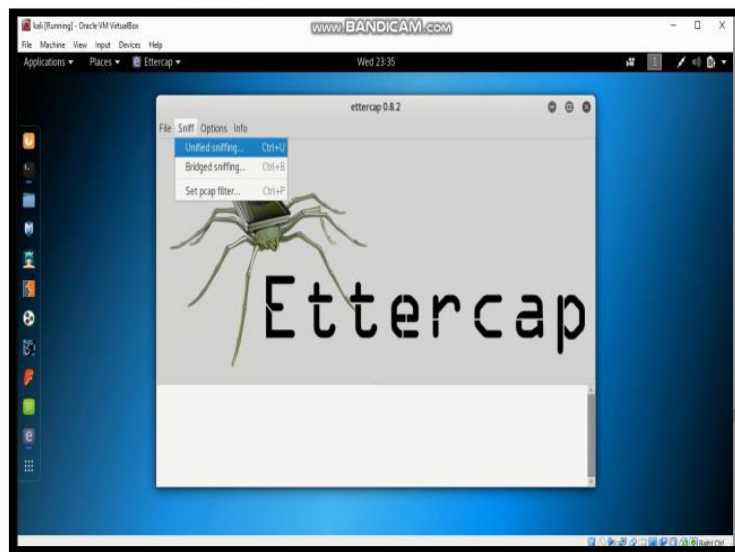 kali [Running] - Oracle VM VirtualBox
www.BANDICAM.com
File Machine View Input Devices Help
Applications Places Ettercap Wed 23:35 1
ettercap 0.8.2
File Sniff Options Info
Unified sniffing... Ctrl+U
Bridged sniffing... Ctrl+B
Set pcap filter... Ctrl+P
Ettercap
Right Ctrl